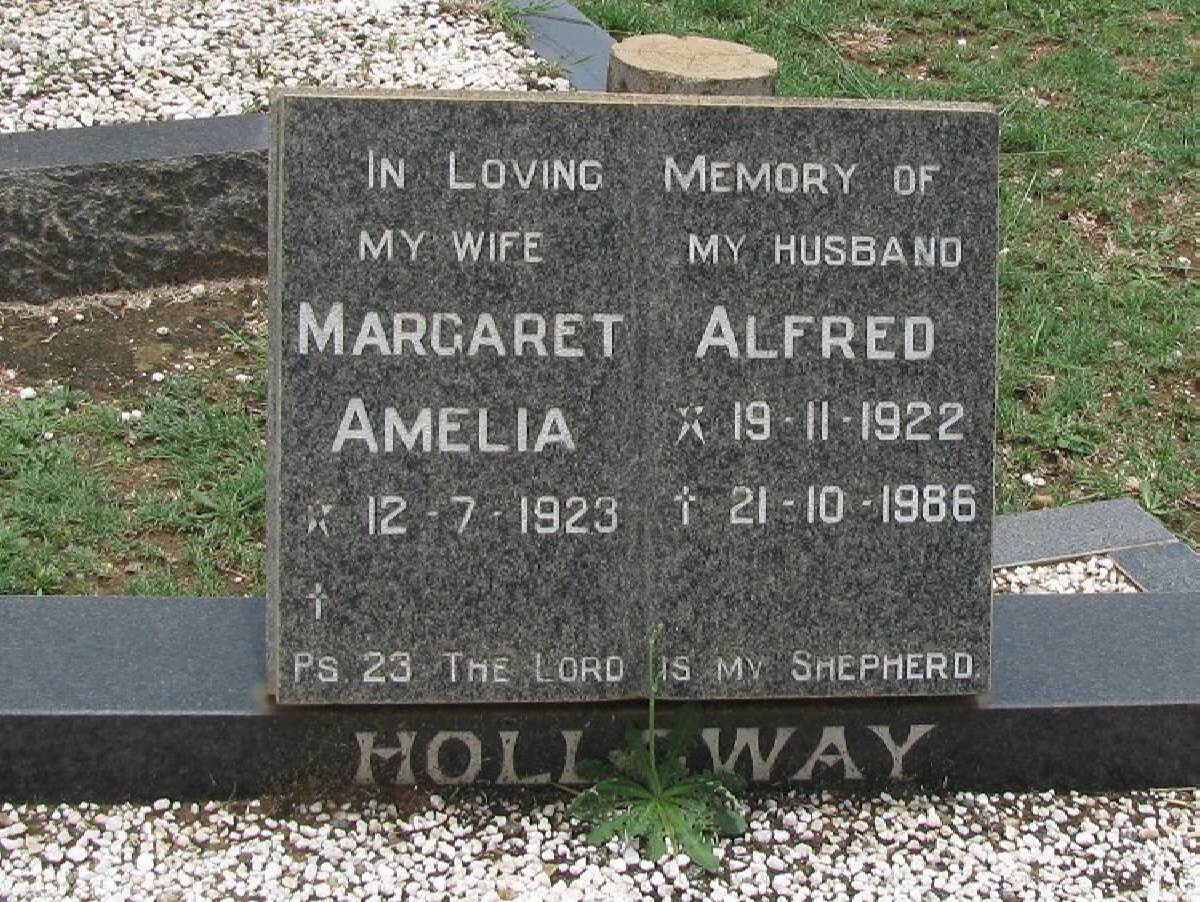 IN LOVING MEMORY OF
MY WIFE
MARGARET
AMELIA
12-7-1923
†
MY HUSBAND
ALFRED
19-11-1922
† 21-10-1986
PS 23 THE LORD IS MY SHEPHERD.